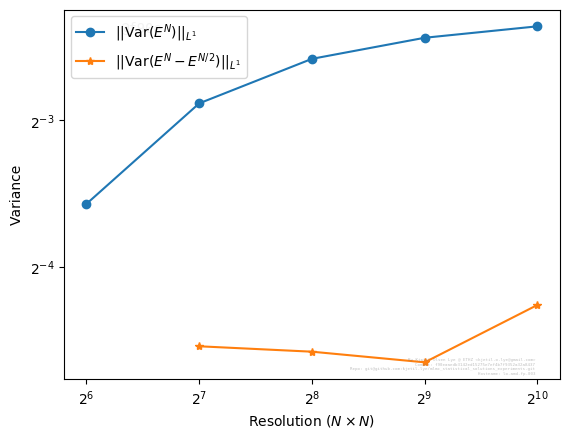 ||Var(E^N)||_{L^1}
||Var(E^N − E^{N/2})||_{L^1}
2^{-3}
Variance
2^{-4}
2^6 2^7 2^8 2^9 2^{10}
Resolution (N × N)